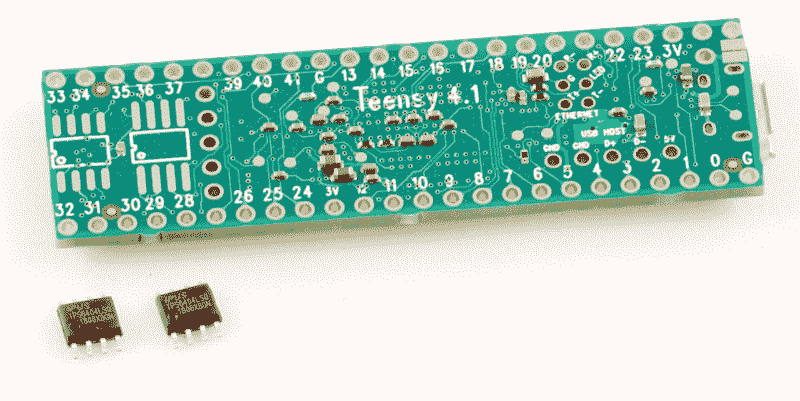 33 34 35 36 37 39 40 41 G 13 14 15 16 17 18 19 20 22 23 3V
Teensy 4.1
ETHERNET
USB HOST
GND GND D+ D- 5V
32 31 30 29 28 26 25 24 3V 12 11 10 9 8 7 6 5 4 3 2 1 0 G
IPS6404LSQ
IPS6404LSQ